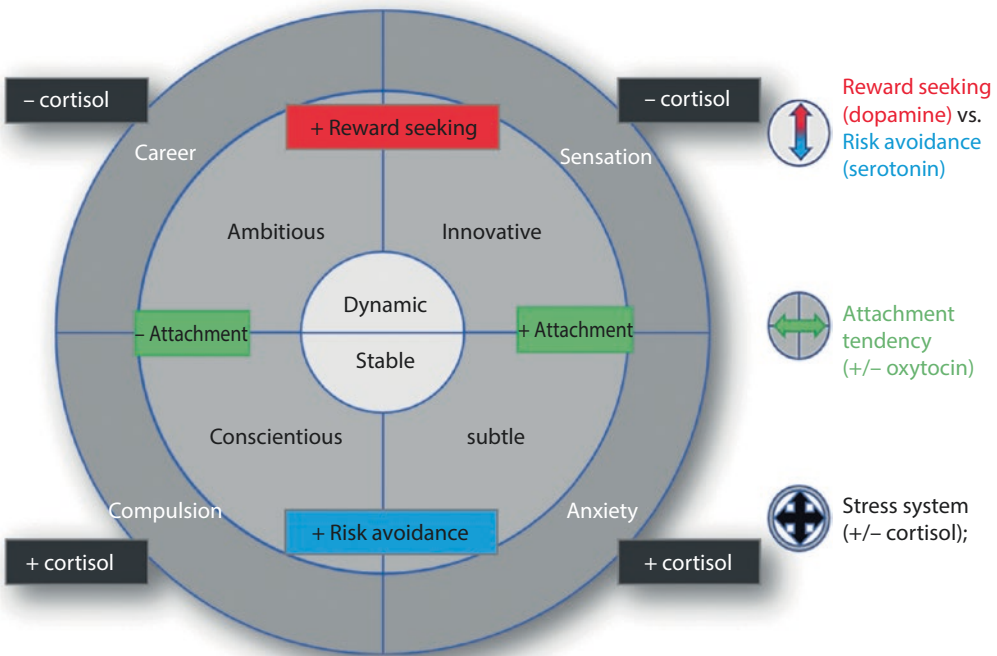 – cortisol
– cortisol
+ Reward seeking
Career
Sensation
Ambitious
Innovative
Dynamic
– Attachment
+ Attachment
Stable
Conscientious
subtle
Compulsion
Anxiety
+ Risk avoidance
+ cortisol
+ cortisol
Reward seeking
(dopamine) vs.
Risk avoidance
(serotonin)
Attachment
tendency
(+/– oxytocin)
Stress system
(+/– cortisol);